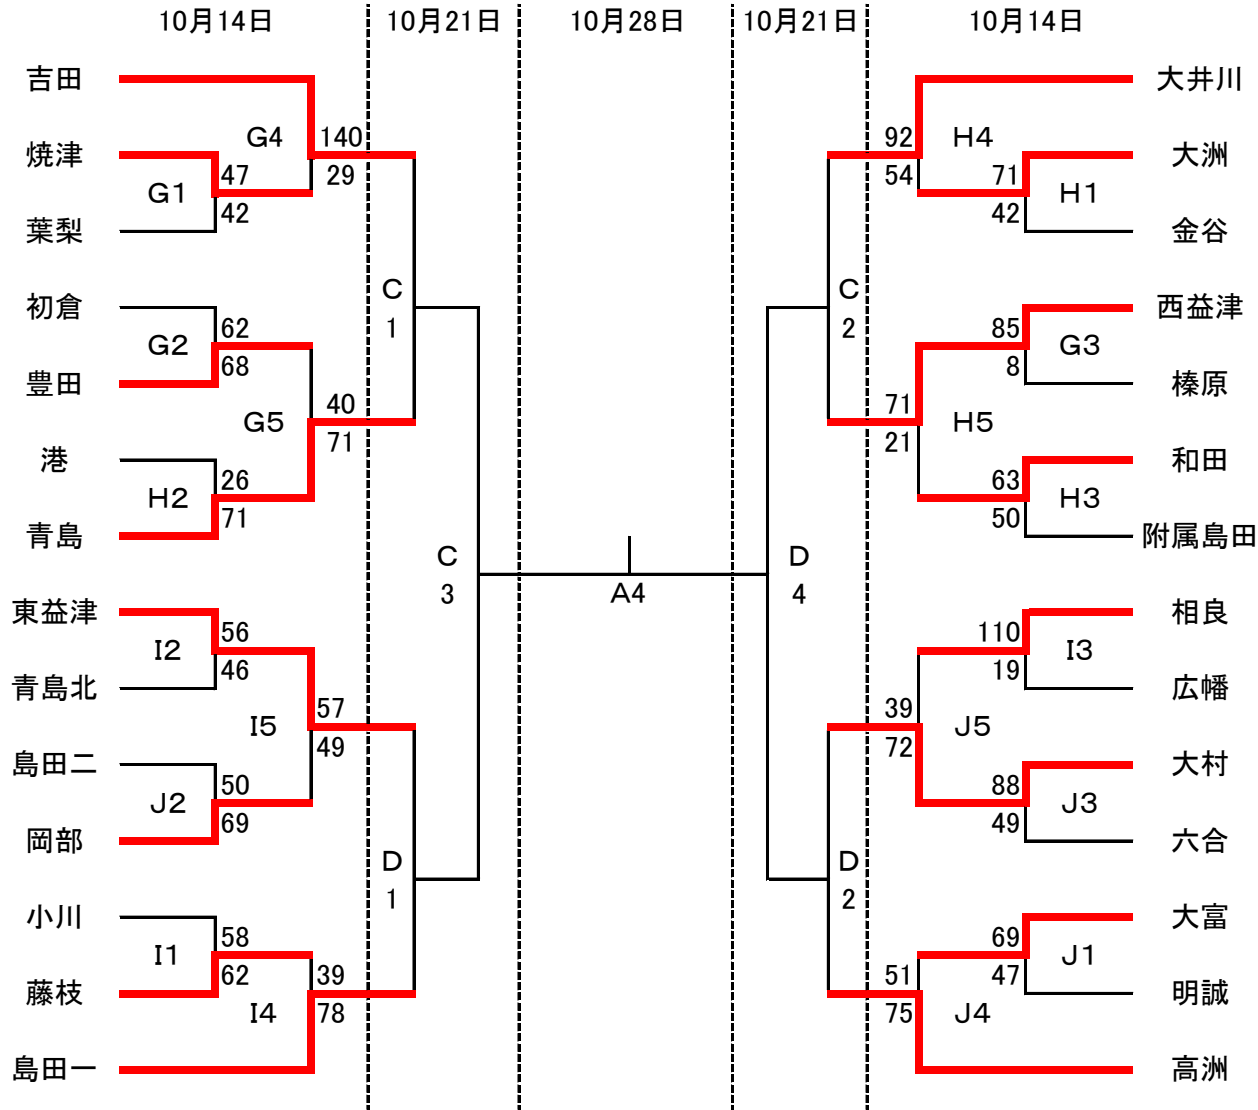 10月14日 10月21日 10月28日 10月21日 10月14日
吉田 大井川
G4 140 92 H4
焼津 大洲
29 54
47 71
G1 H1
42 42
葉梨 金谷
C C
初倉 西益津
62 1 2 85
G2 G3
68 8
豊田 榛原
40 71
G5 H5
71 21
港 和田
26 63
H2 H3
71 50
青島 附属島田
C D
3 A4 4
東益津 相良
56 110
I2 I3
46 19
青島北 広幡
57 39
I5 J5
49 72
島田二 大村
50 88
J2 J3
69 49
岡部 六合
D D
1 2
小川 大富
58 69
I1 J1
62 47
39 51
藤枝 明誠
I4 78 75 J4
島田一 高洲